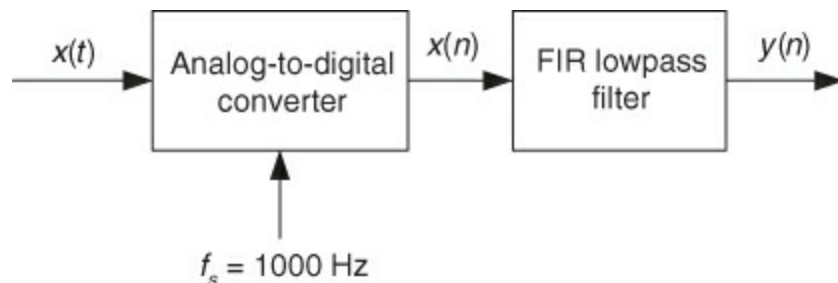 x(t)
Analog-to-digital
converter
x(n)
FIR lowpass
filter
y(n)
fs = 1000 Hz